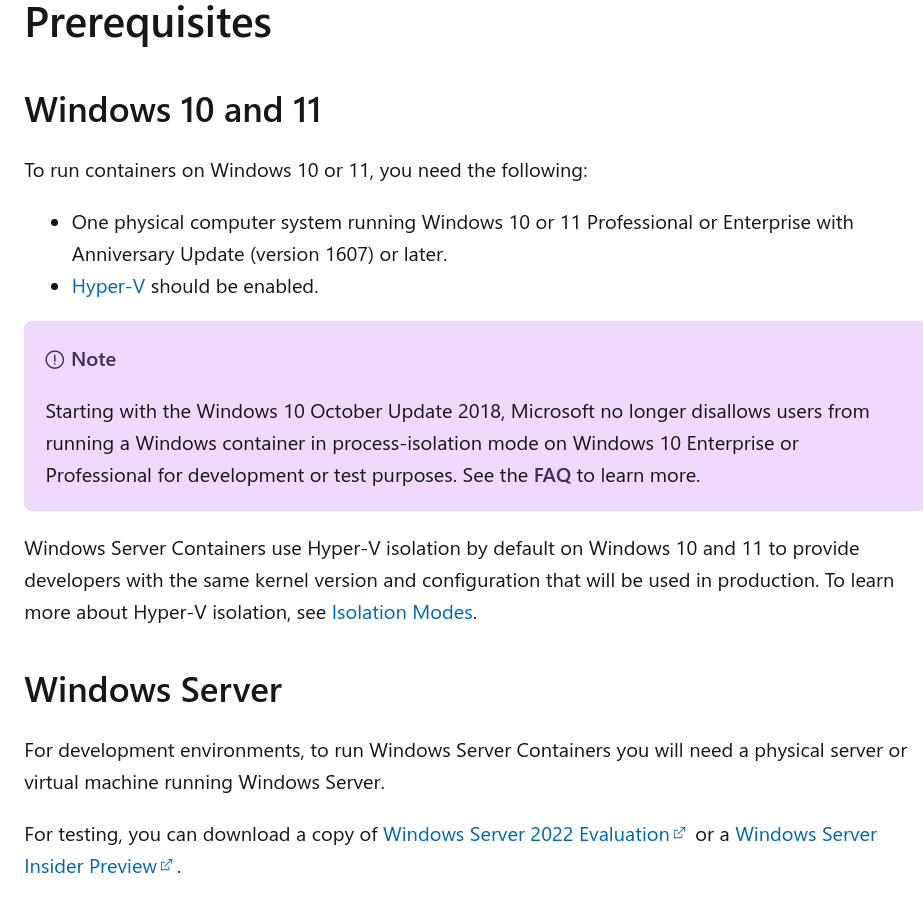 Prerequisites
Windows 10 and 11
To run containers on Windows 10 or 11, you need the following:
• One physical computer system running Windows 10 or 11 Professional or Enterprise with
Anniversary Update (version 1607) or later.
• Hyper-V should be enabled.
Note
Starting with the Windows 10 October Update 2018, Microsoft no longer disallows users from
running a Windows container in process-isolation mode on Windows 10 Enterprise or
Professional for development or test purposes. See the FAQ to learn more.
Windows Server Containers use Hyper-V isolation by default on Windows 10 and 11 to provide
developers with the same kernel version and configuration that will be used in production. To learn
more about Hyper-V isolation, see Isolation Modes.
Windows Server
For development environments, to run Windows Server Containers you will need a physical server or
virtual machine running Windows Server.
For testing, you can download a copy of Windows Server 2022 Evaluation or a Windows Server
Insider Preview .